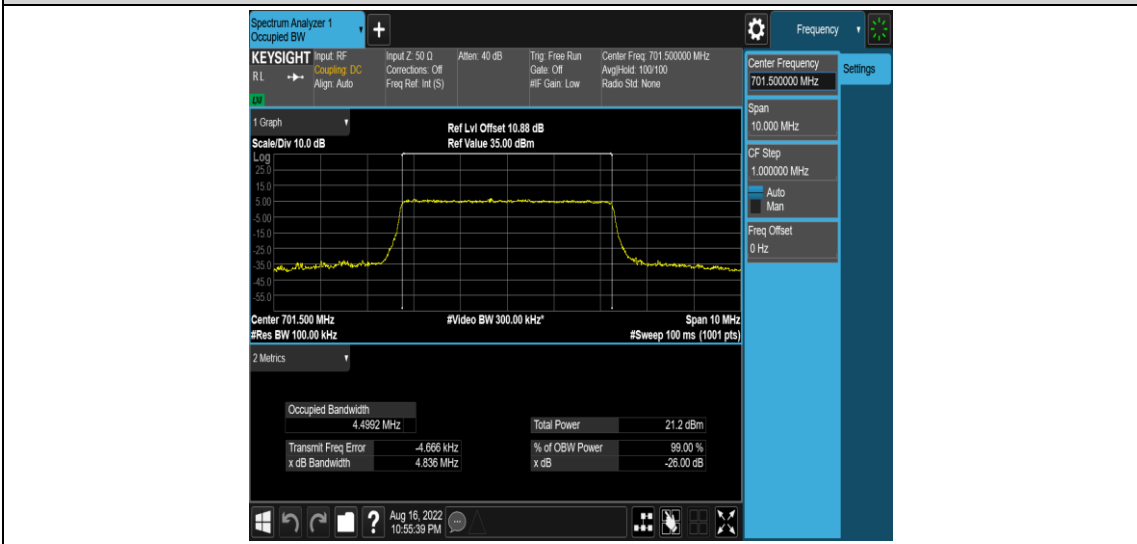 Spectrum Analyzer 1
Occupied BW
+
Frequency
KEYSIGHT
RL
LXI
Input: RF
Coupling: DC
Align: Auto
Input Z: 50 Ω
Corrections: Off
Freq Ref: Int (S)
Atten: 40 dB
Trig: Free Run
Gate: Off
#IF Gain: Low
Center Freq: 701.500000 MHz
Avg|Hold: 100/100
Radio Std: None
Center Frequency
701.500000 MHz
Settings
Span
10.000 MHz
CF Step
1.000000 MHz
Auto
Man
Freq Offset
0 Hz
1 Graph
Scale/Div 10.0 dB
Ref Lvl Offset 10.88 dB
Ref Value 35.00 dBm
Log
25.0
15.0
5.00
-5.00
-15.0
-25.0
-35.0
-45.0
-55.0
Center 701.500 MHz
#Video BW 300.00 kHz*
Span 10 MHz
#Res BW 100.00 kHz
#Sweep 100 ms (1001 pts)
2 Metrics
Occupied Bandwidth
4.4992 MHz
Total Power 21.2 dBm
Transmit Freq Error -4.666 kHz
% of OBW Power 99.00 %
x dB Bandwidth 4.836 MHz
x dB -26.00 dB
?
Aug 16, 2022
10:55:39 PM